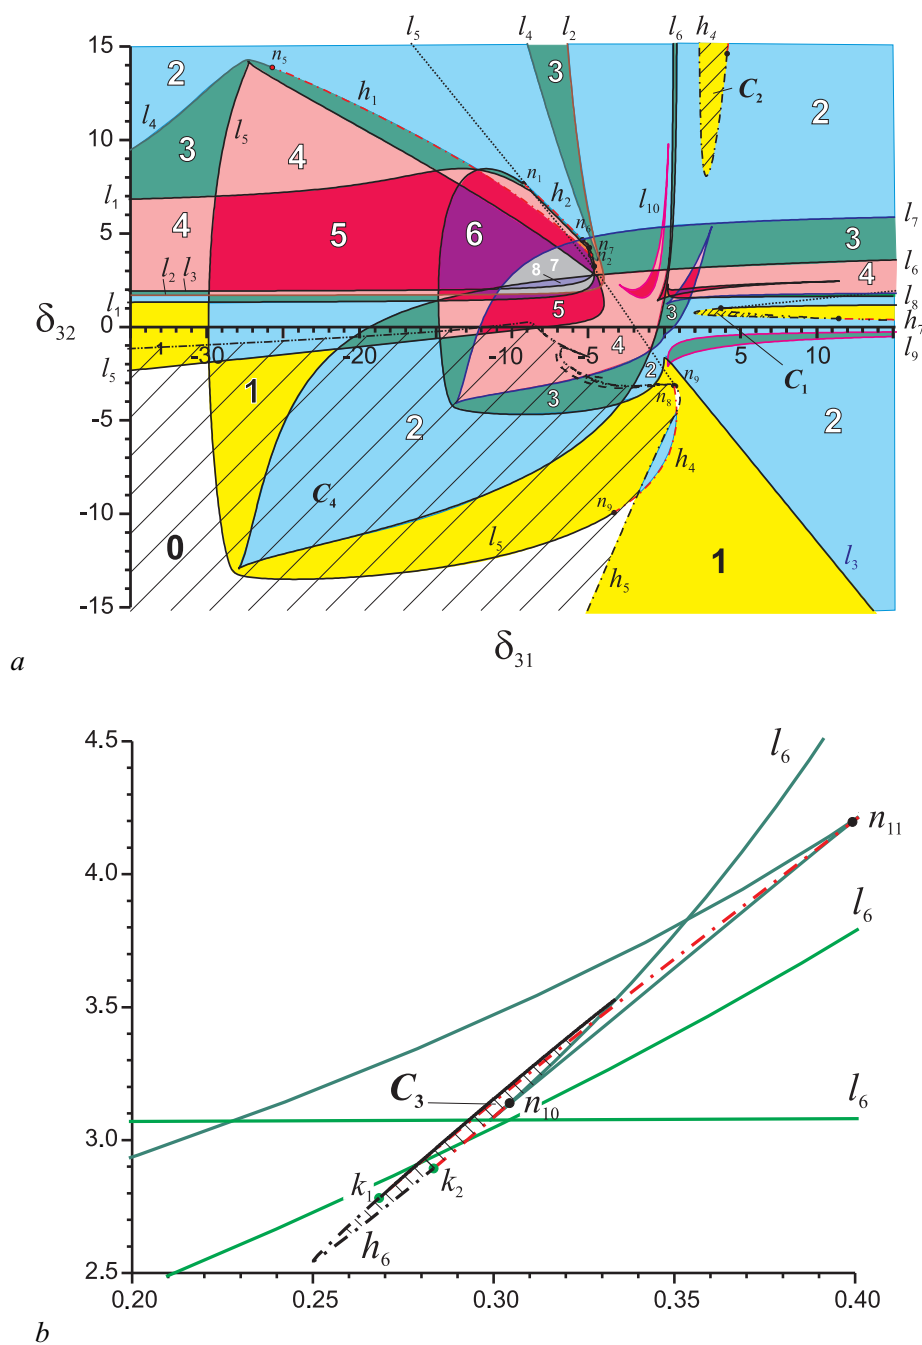 l5 l4 l2 l6 h4
15
n5
2 h1 3 C2 2
l4 l5
10
3 4 n1 l10
l1 h2 l7
5
4 5 6 n7 3
n2 l6
8 7
l2 l3 4
l1 5 3 l8
δ32 0 h7
-30 -20 -10 -5 5 10
1 4 l9
l5 1 2 n9 C1
n8
3
-5 2 2
h4
C4
-10 n9
l5
0 h5 1 l3
-15
δ31
a
4.5
l6
n11
4.0
l6
3.5
C3 n10 l6
3.0
k1 k2
h6
2.5
0.20 0.25 0.30 0.35 0.40
b